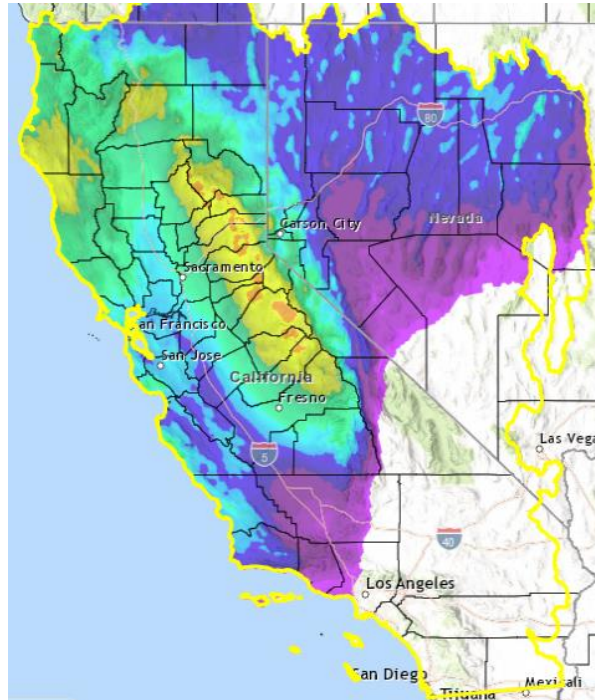 80
Nevada
Carson City
Sacramento
San Francisco
San Jose
California
Fresno
5
Las Vega
40
Los Angeles
San Diego
Tijuana
Mexicali